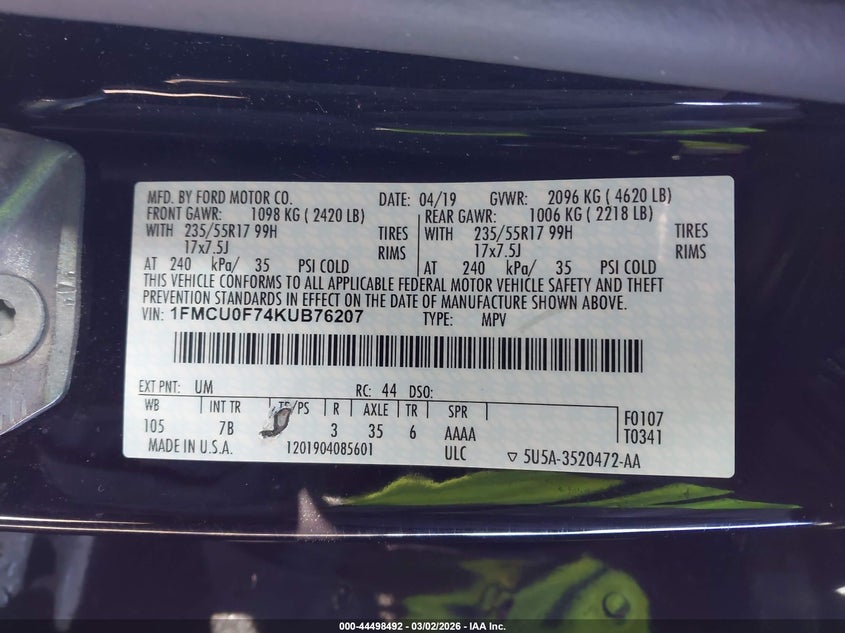 MFD. BY FORD MOTOR CO. DATE: 04/19 GVWR: 2096 KG ( 4620 LB)
FRONT GAWR: 1098 KG ( 2420 LB) REAR GAWR: 1006 KG ( 2218 LB)
WITH 235/55R17 99H TIRES WITH 235/55R17 99H TIRES
17x7.5J RIMS 17x7.5J RIMS
AT 240 kPa/ 35 PSI COLD AT 240 kPa/ 35 PSI COLD
THIS VEHICLE CONFORMS TO ALL APPLICABLE FEDERAL MOTOR VEHICLE SAFETY AND THEFT
PREVENTION STANDARDS IN EFFECT ON THE DATE OF MANUFACTURE SHOWN ABOVE.
VIN: 1FMCU0F74KUB76207 TYPE: MPV
EXT PNT: UM RC: 44 DSO:
WB INT TR TP/PS R AXLE TR SPR F0107
105 7B 3 35 6 AAAA T0341
MADE IN U.S.A. 1201904085601 ULC ▽ 5U5A-3520472-AA
000-44498492 - 03/02/2026 - IAA Inc.